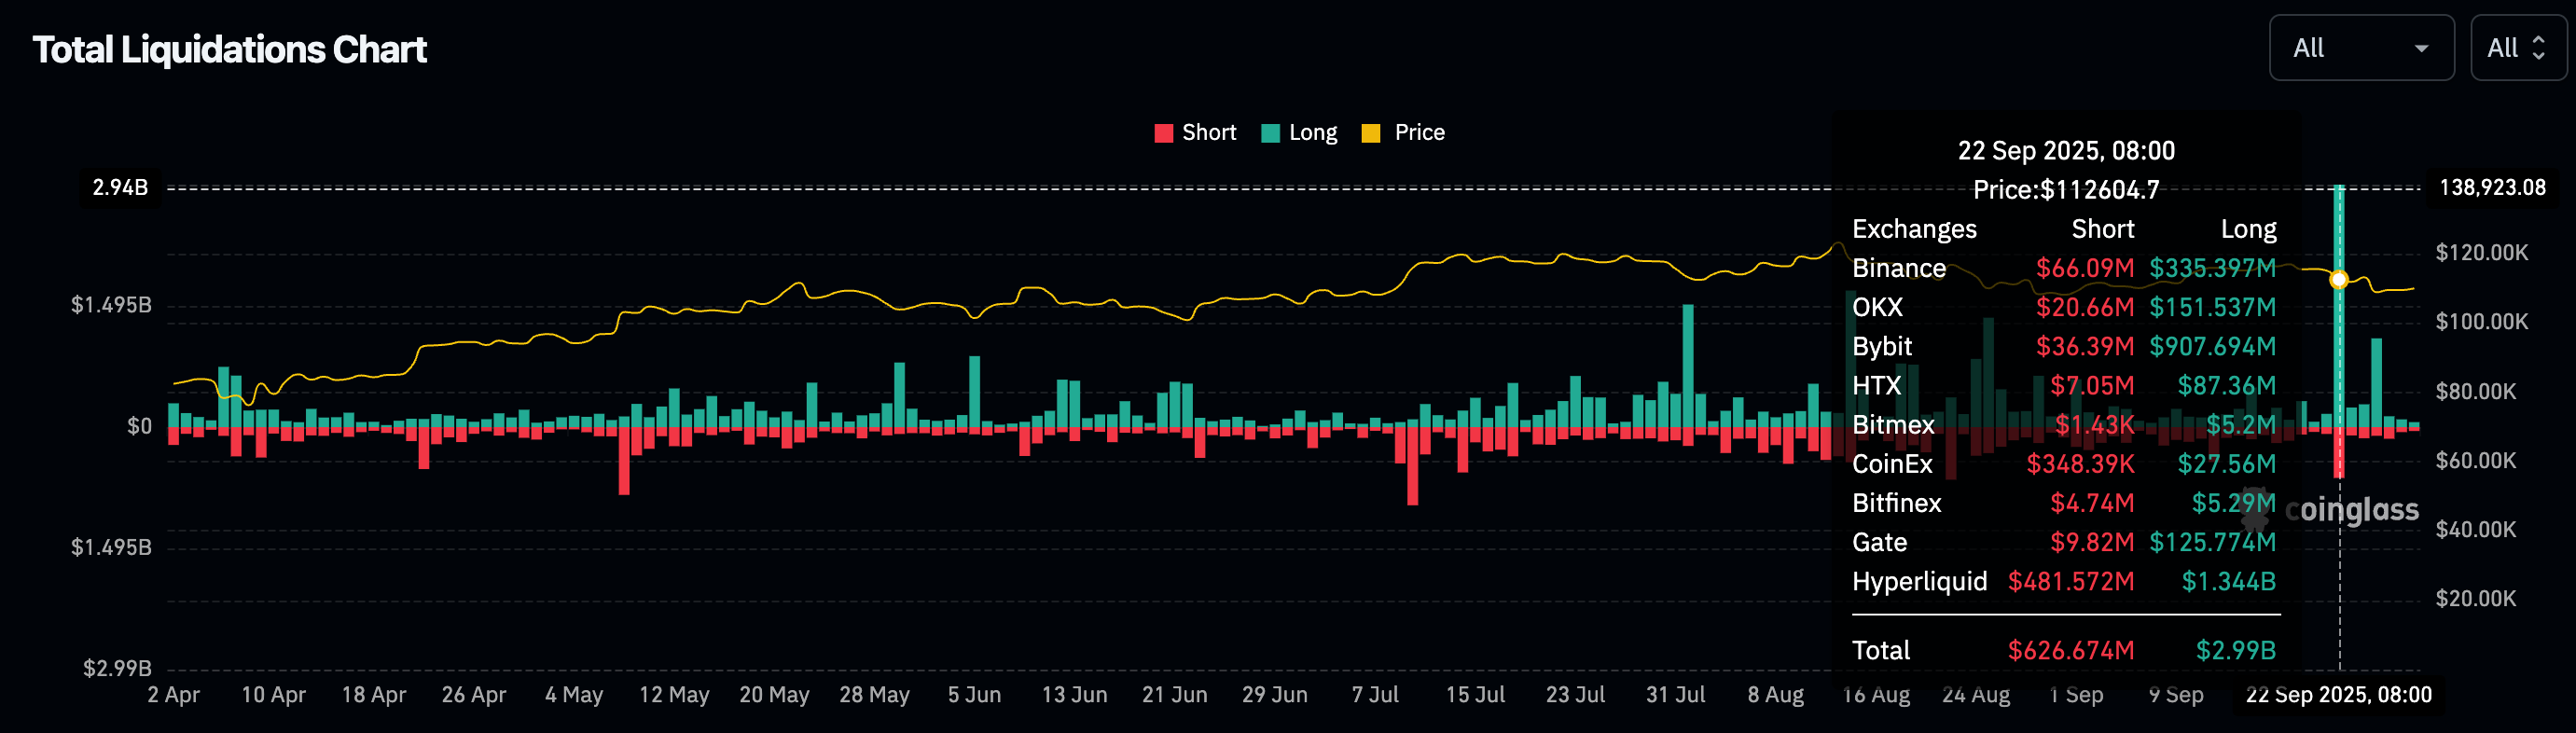 Total Liquidations Chart
All
All
Short Long Price
22 Sep 2025, 08:00
Price:$112604.7
Exchanges Short Long
Binance $66.09M $335.397M
OKX $20.66M $151.537M
Bybit $36.39M $907.694M
HTX $7.05M $87.36M
Bitmex $1.43K $5.2M
CoinEx $348.39K $27.56M
Bitfinex $4.74M $5.29M
Gate $9.82M $125.774M
Hyperliquid $481.572M $1.344B
Total $626.674M $2.99B
2.94B
$1.495B
$0
$1.495B
$2.99B
138,923.08
$120.00K
$100.00K
$80.00K
$60.00K
$40.00K
$20.00K
coinglass
2 Apr 10 Apr 18 Apr 26 Apr 4 May 12 May 20 May 28 May 5 Jun 13 Jun 21 Jun 29 Jun 7 Jul 15 Jul 23 Jul 31 Jul 8 Aug 16 Aug 24 Aug 1 Sep 9 Sep 22 Sep 2025, 08:00